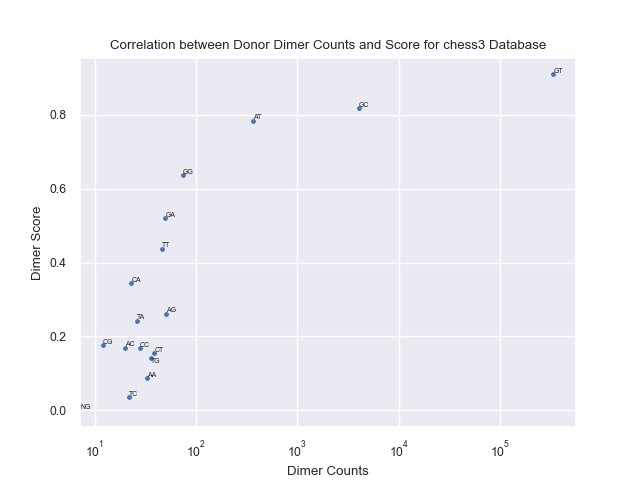 Correlation between Donor Dimer Counts and Score for chess3 Database
GT
0.8
GC
AT
GG
0.6
GA
TT
0.4
CA
AG
TA
0.2
CG
AC
CC
CT
TG
AA
TC
NG
0.0
Dimer Score
10^1 10^2 10^3 10^4 10^5
Dimer Counts